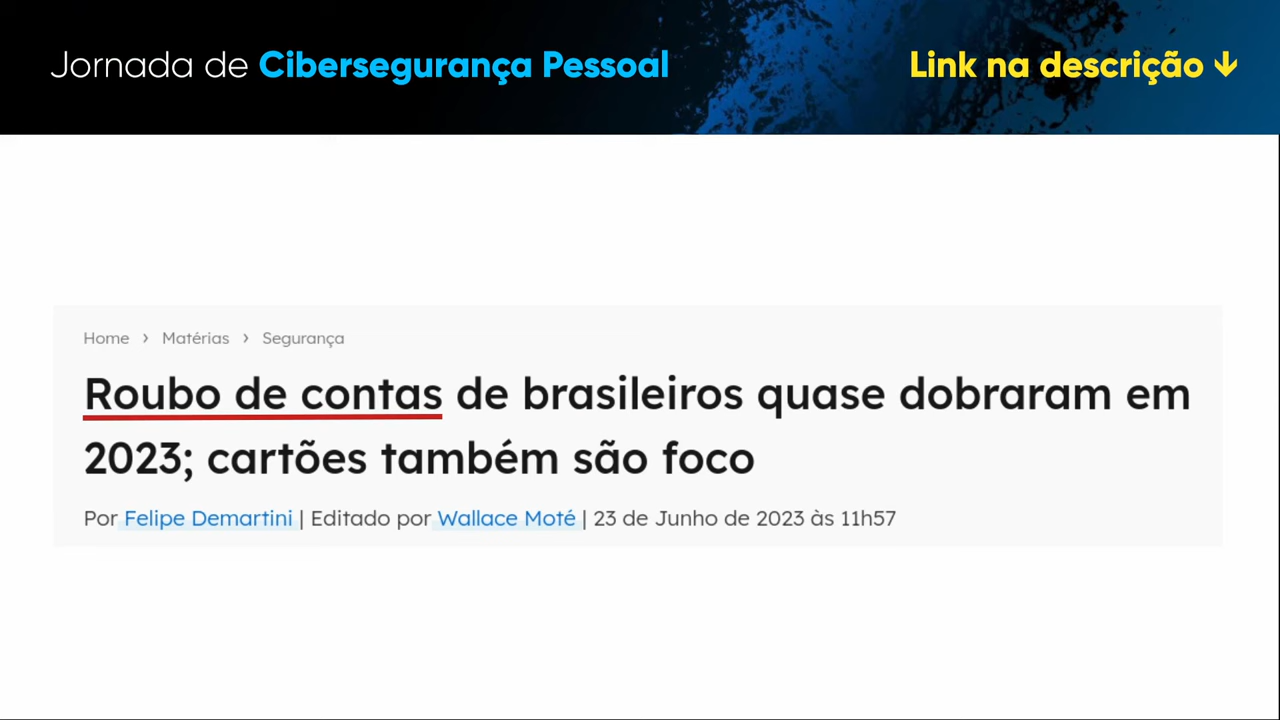 Jornada de Cibersegurança Pessoal
Link na descrição ↓
Home › Matérias › Segurança
Roubo de contas de brasileiros quase dobraram em
2023; cartões também são foco
Por Felipe Demartini | Editado por Wallace Moté | 23 de Junho de 2023 às 11h57